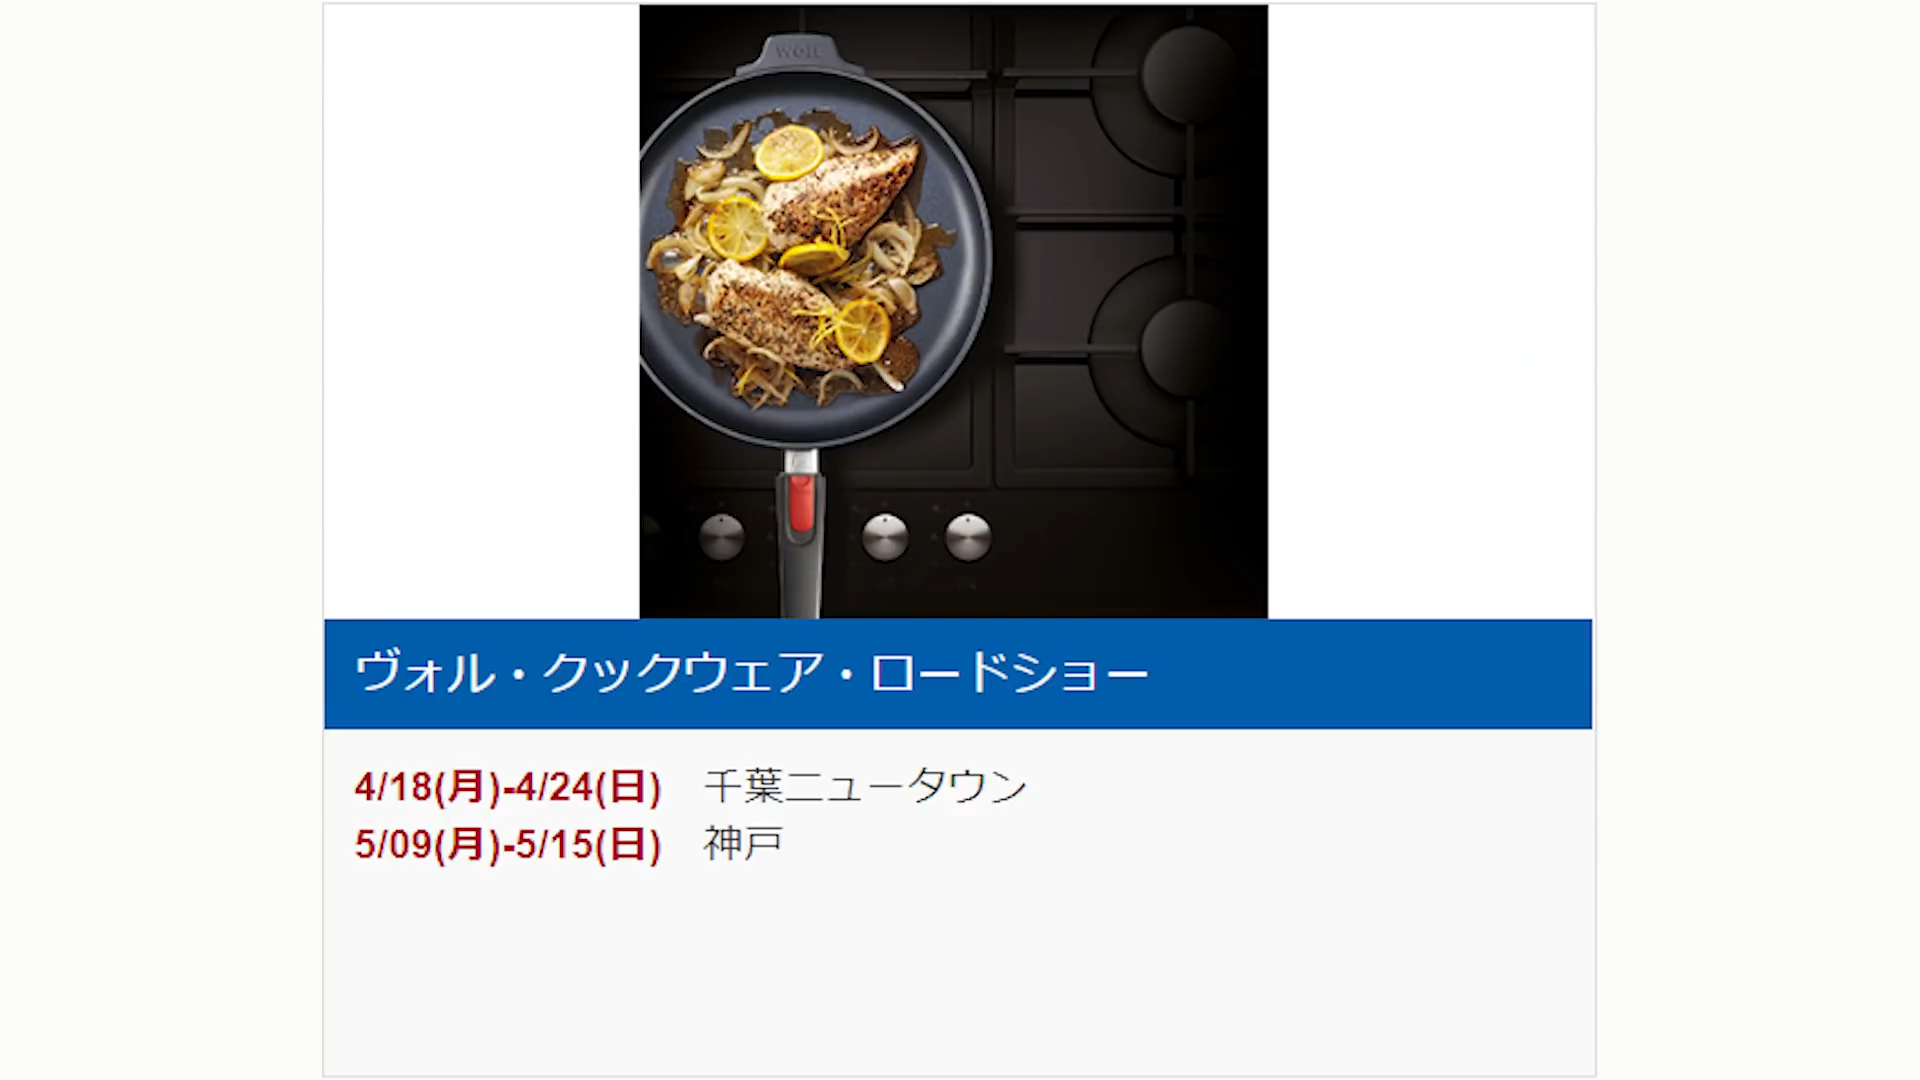 WOLL
ヴォル・クックウェア・ロードショー
4/18(月)-4/24(日) 千葉ニュータウン
5/09(月)-5/15(日) 神戸